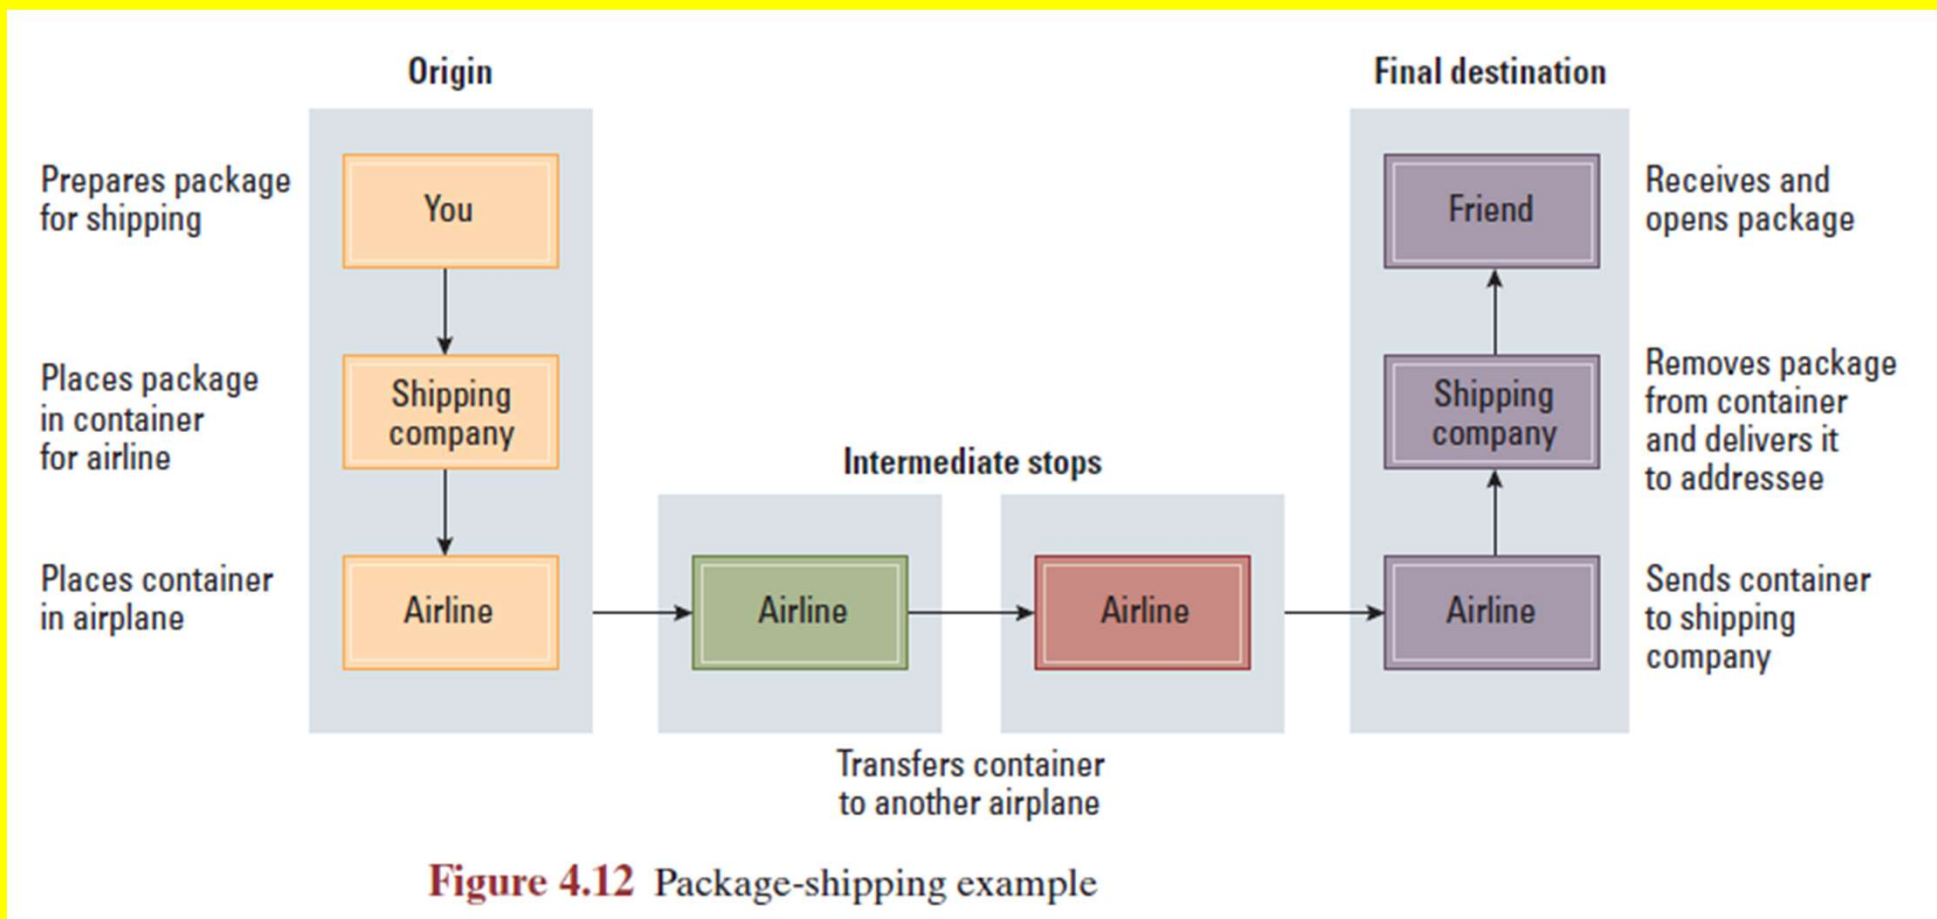 Origin
Final destination
Prepares package
for shipping
You
Friend
Receives and
opens package
Places package
in container
for airline
Shipping
company
Shipping
company
Removes package
from container
and delivers it
to addressee
Intermediate stops
Places container
in airplane
Airline
Airline
Airline
Airline
Sends container
to shipping
company
Transfers container
to another airplane
Figure 4.12 Package-shipping example